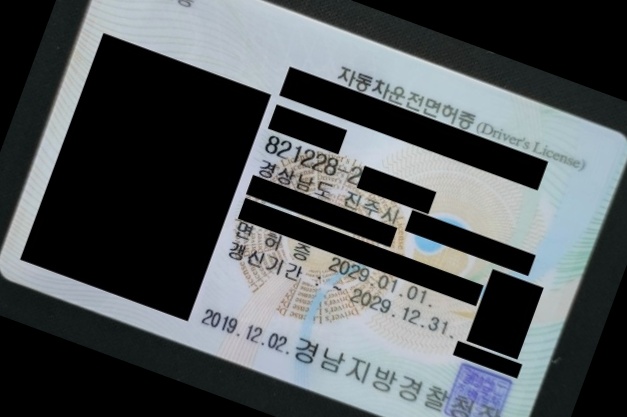 자동차운전면허증 (Driver's License)
821228-2
경상남도 진주시
면 허 증
갱신기간 : 2029.01.01.
~ 2029.12.31.
2019.12.02. 경남지방경찰청장